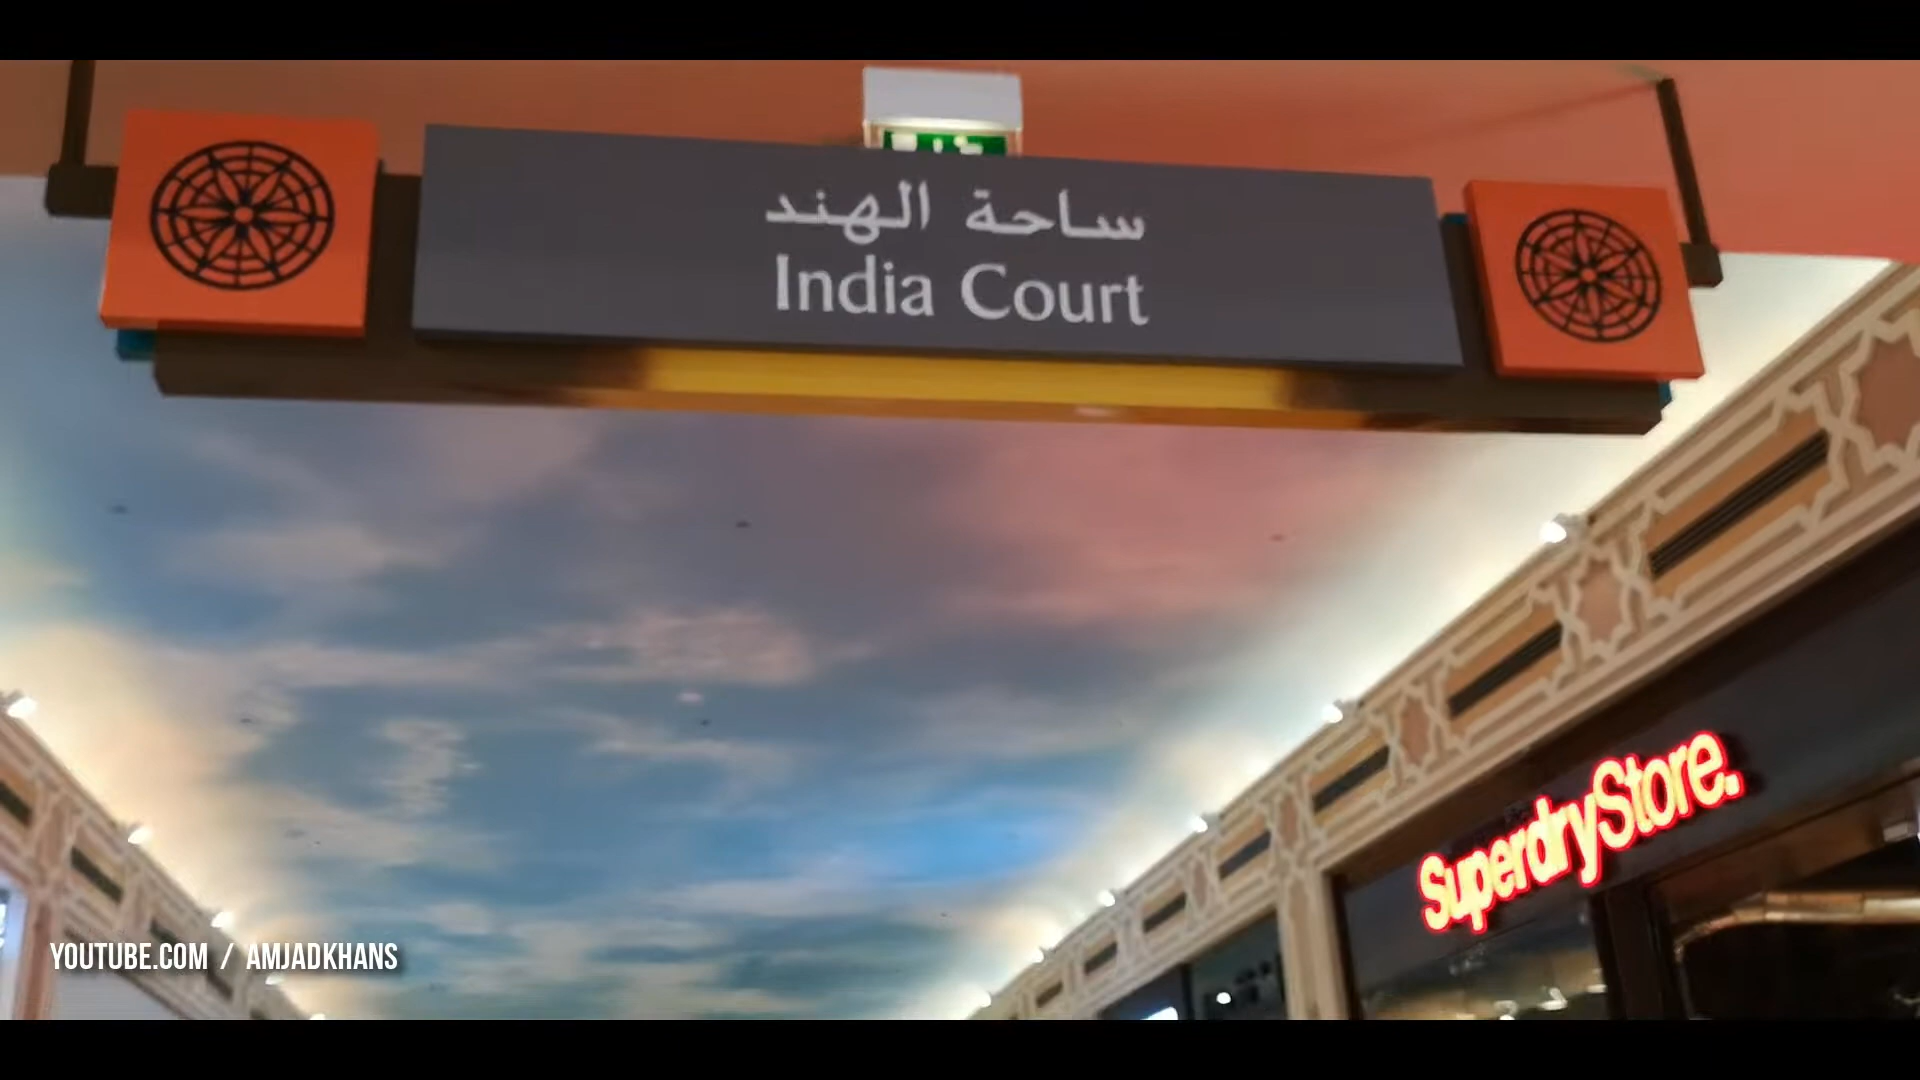 ساحة الهند
India Court
SuperdryStore.
YOUTUBE.COM / AMJADKHANS